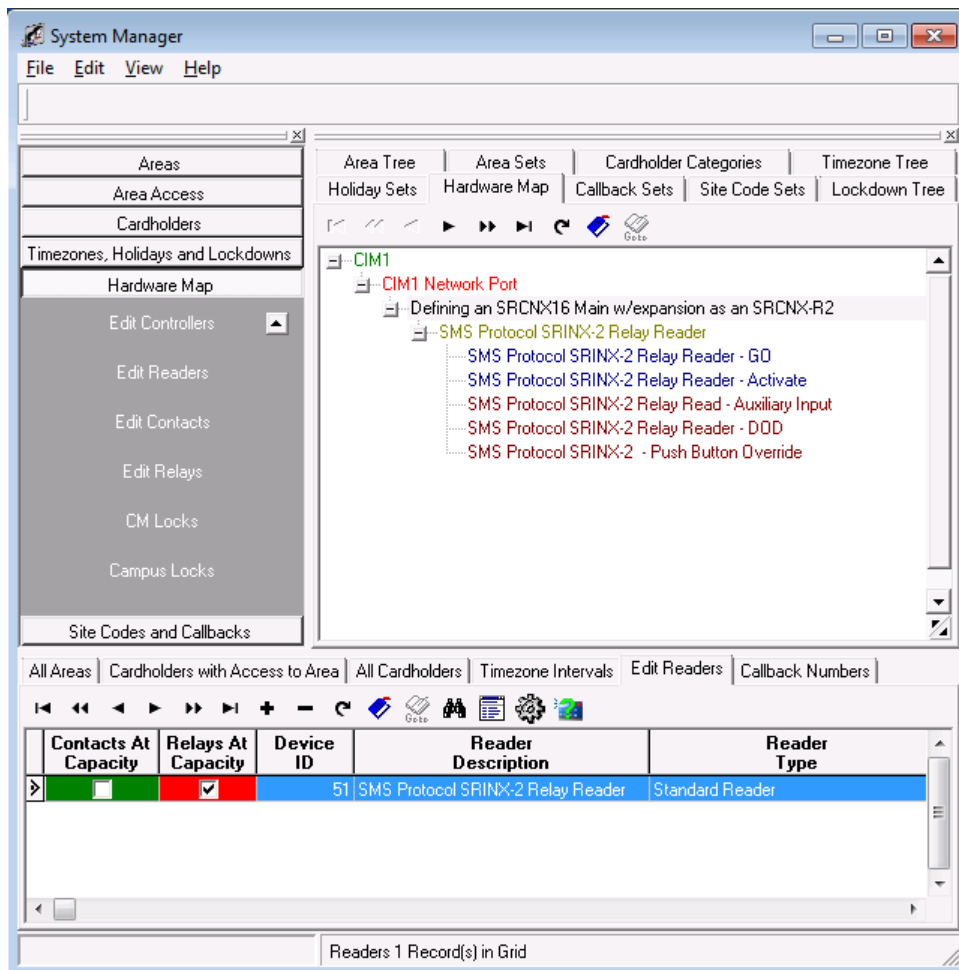 System Manager
File Edit View Help
Areas
Area Access
Cardholders
Timezones, Holidays and Lockdowns
Hardware Map
Edit Controllers
Edit Readers
Edit Contacts
Edit Relays
CM Locks
Campus Locks
Site Codes and Callbacks
Area Tree Area Sets Cardholder Categories Timezone Tree
Holiday Sets Hardware Map Callback Sets Site Code Sets Lockdown Tree
Goto
CIM1
CIM1 Network Port
Defining an SRCNX16 Main w/expansion as an SRCNX-R2
SMS Protocol SRINX-2 Relay Reader
SMS Protocol SRINX-2 Relay Reader - GO
SMS Protocol SRINX-2 Relay Reader - Activate
SMS Protocol SRINX-2 Relay Read - Auxiliary Input
SMS Protocol SRINX-2 Relay Reader - DOD
SMS Protocol SRINX-2  - Push Button Override
All Areas Cardholders with Access to Area All Cardholders Timezone Intervals Edit Readers Callback Numbers
Goto
Contacts At Relays At Device Reader Reader
Capacity Capacity ID Description Type
51 SMS Protocol SRINX-2 Relay Reader Standard Reader
Readers 1 Record(s) in Grid